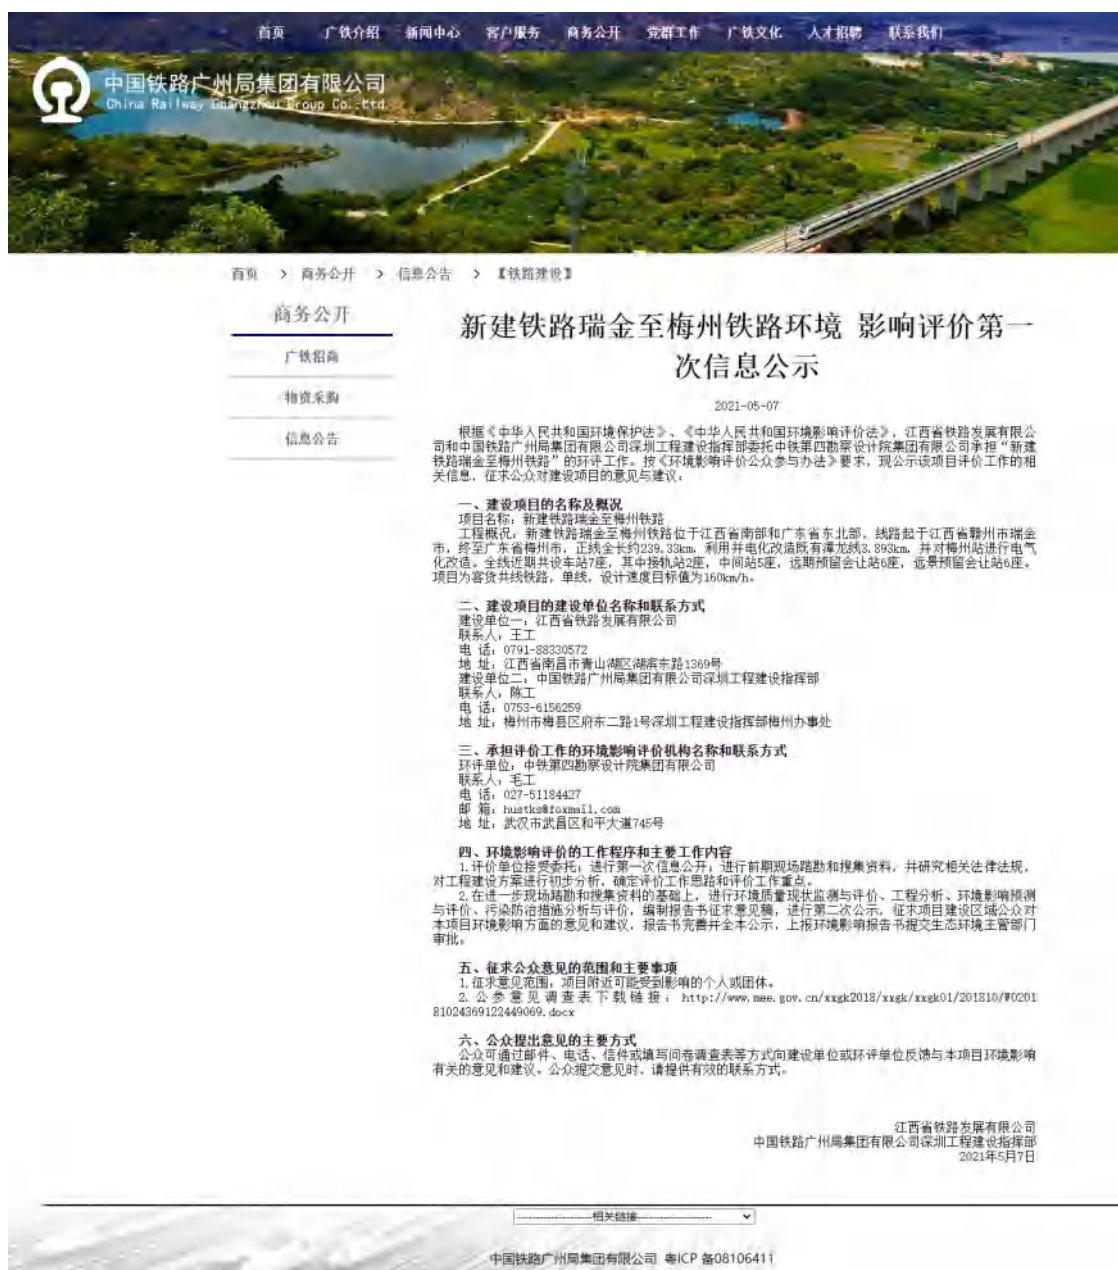 首页 广铁介绍 新闻中心 客户服务 商务公开 党群工作 广铁文化 人才招聘 联系我们
中国铁路广州局集团有限公司
China Railway Guangzhou Group Co.,Ltd.
首页 > 商务公开 > 信息公告 > 【铁路建设】
商务公开
广铁招商
物资采购
信息公告
新建铁路瑞金至梅州铁路环境 影响评价第一
次信息公示
2021-05-07
根据《中华人民共和国环境保护法》、《中华人民共和国环境影响评价法》，江西省铁路发展有限公
司和中国铁路广州局集团有限公司深圳工程建设指挥部委托中铁第四勘察设计院集团有限公司承担“新建
铁路瑞金至梅州铁路”的环评工作。按《环境影响评价公众参与办法》要求，现公示该项目评价工作的相
关信息，征求公众对建设项目的意见与建议：
一、建设项目的名称及概况
项目名称：新建铁路瑞金至梅州铁路
工程概况：新建铁路瑞金至梅州铁路位于江西省南部和广东省东北部，线路起于江西省赣州市瑞金
市，终至广东省梅州市，正线全长约239.33km，利用并电化改造既有漳龙线3.893km，并对梅州站进行电气
化改造。全线近期共设车站7座，其中接轨站2座，中间站5座，远期预留会让站6座，远景预留会让站6座。
项目为客货共线铁路，单线，设计速度目标值为160km/h。
二、建设项目的建设单位名称和联系方式
建设单位一：江西省铁路发展有限公司
联系人：王工
电 话：0791-88330572
地 址：江西省南昌市青山湖区湖滨东路1369号
建设单位二：中国铁路广州局集团有限公司深圳工程建设指挥部
联系人：陈工
电 话：0753-6156259
地 址：梅州市梅县区府东二路1号深圳工程建设指挥部梅州办事处
三、承担评价工作的环境影响评价机构名称和联系方式
环评单位：中铁第四勘察设计院集团有限公司
联系人：毛工
电 话：027-51184427
邮 箱：hustks@foxmail.com
地 址：武汉市武昌区和平大道745号
四、环境影响评价的工作程序和主要工作内容
1.评价单位接受委托，进行第一次信息公开；进行前期现场踏勘和搜集资料，并研究相关法律法规，
对工程建设方案进行初步分析，确定评价工作思路和评价工作重点。
2.在进一步现场踏勘和搜集资料的基础上，进行环境质量现状监测与评价、工程分析、环境影响预测
与评价、污染防治措施分析与评价，编制报告书征求意见稿，进行第二次公示，征求项目建设区域公众对
本项目环境影响方面的意见和建议，报告书完善并全本公示，上报环境影响报告书提交生态环境主管部门
审批。
五、征求公众意见的范围和主要事项
1.征求意见范围：项目附近可能受到影响的个人或团体。
2.公参意见调查表下载链接：http://www.mee.gov.cn/xxgk2018/xxgk/xxgk01/201810/W0201
81024369122449069.docx
六、公众提出意见的主要方式
公众可通过邮件、电话、信件或填写问卷调查表等方式向建设单位或环评单位反馈与本项目环境影响
有关的意见和建议。公众提交意见时，请提供有效的联系方式。
江西省铁路发展有限公司
中国铁路广州局集团有限公司深圳工程建设指挥部
2021年5月7日
--------------------相关链接--------------------
中国铁路广州局集团有限公司 粤ICP 备08106411